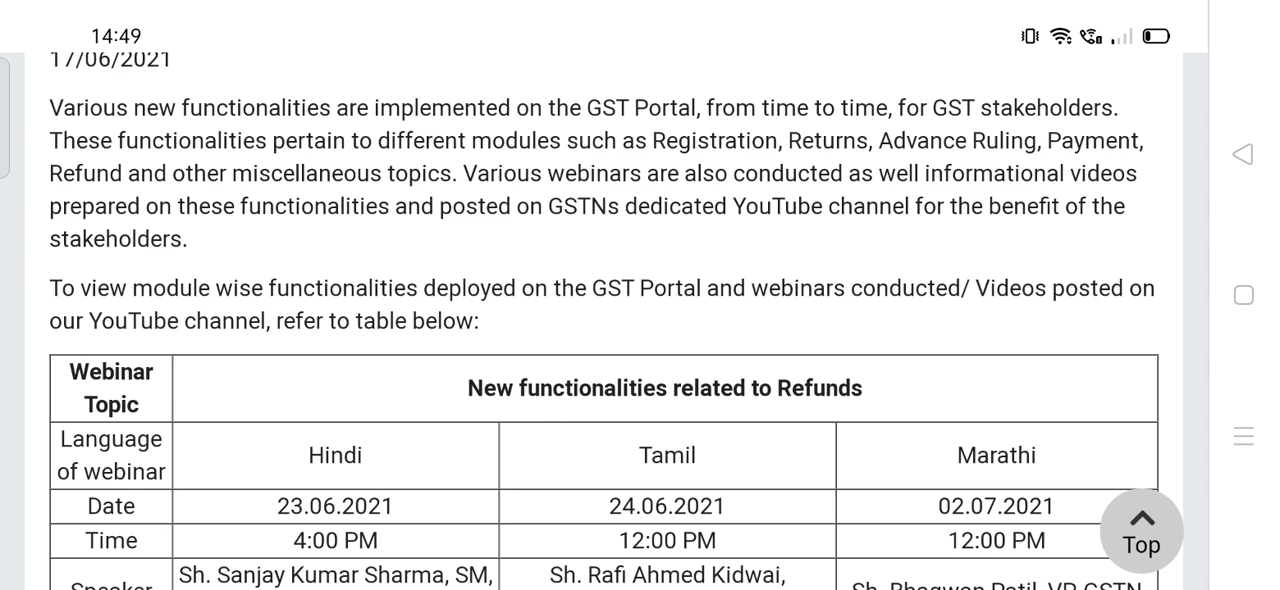 14:49
17/06/2021
Various new functionalities are implemented on the GST Portal, from time to time, for GST stakeholders.
These functionalities pertain to different modules such as Registration, Returns, Advance Ruling, Payment,
Refund and other miscellaneous topics. Various webinars are also conducted as well informational videos
prepared on these functionalities and posted on GSTNs dedicated YouTube channel for the benefit of the
stakeholders.
To view module wise functionalities deployed on the GST Portal and webinars conducted/ Videos posted on
our YouTube channel, refer to table below:
Webinar
Topic
New functionalities related to Refunds
Language
of webinar
Hindi
Tamil
Marathi
Date
23.06.2021
24.06.2021
02.07.2021
Time
4:00 PM
12:00 PM
12:00 PM
Top
Speaker
Sh. Sanjay Kumar Sharma, SM,
Sh. Rafi Ahmed Kidwai,
Sh. Bhagwan Patil, VP, GSTN